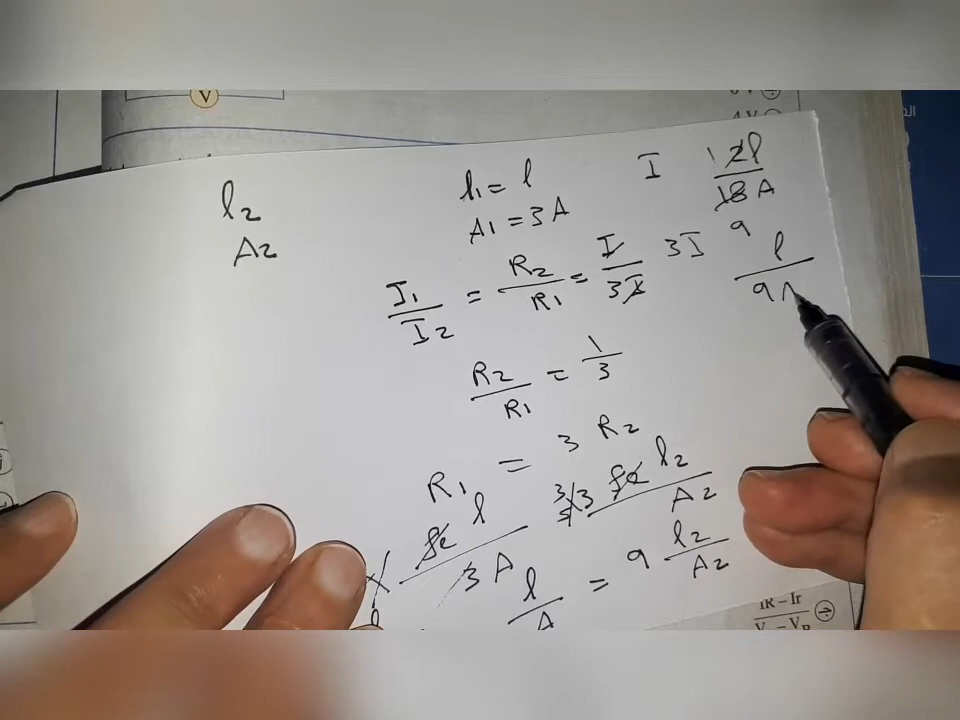 V
l₂
A₂
l₁ = l
A₁ = 3A
I
12l / 18A
9
I₁ / I₂ = R₂ / R₁ = I / 3I
3I
l / 9A
R₂ / R₁ = 1 / 3
R₁ = 3 R₂
ρe l / 3A
3 ρe l₂ / A₂
l / A = 9 l₂ / A₂
IR − Ir